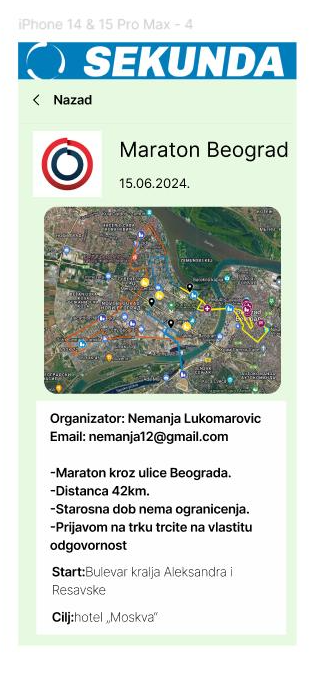 iPhone 14 & 15 Pro Max - 4
SEKUNDA
Nazad
Maraton Beograd
15.06.2024.
Organizator: Nemanja Lukomarovic
Email: nemanja12@gmail.com
-Maraton kroz ulice Beograda.
-Distanca 42km.
-Starosna dob nema ogranicenja.
-Prijavom na trku trcite na vlastitu
odgovornost
Start:Bulevar kralja Aleksandra i
Resavske
Cilj:hotel „Moskva“